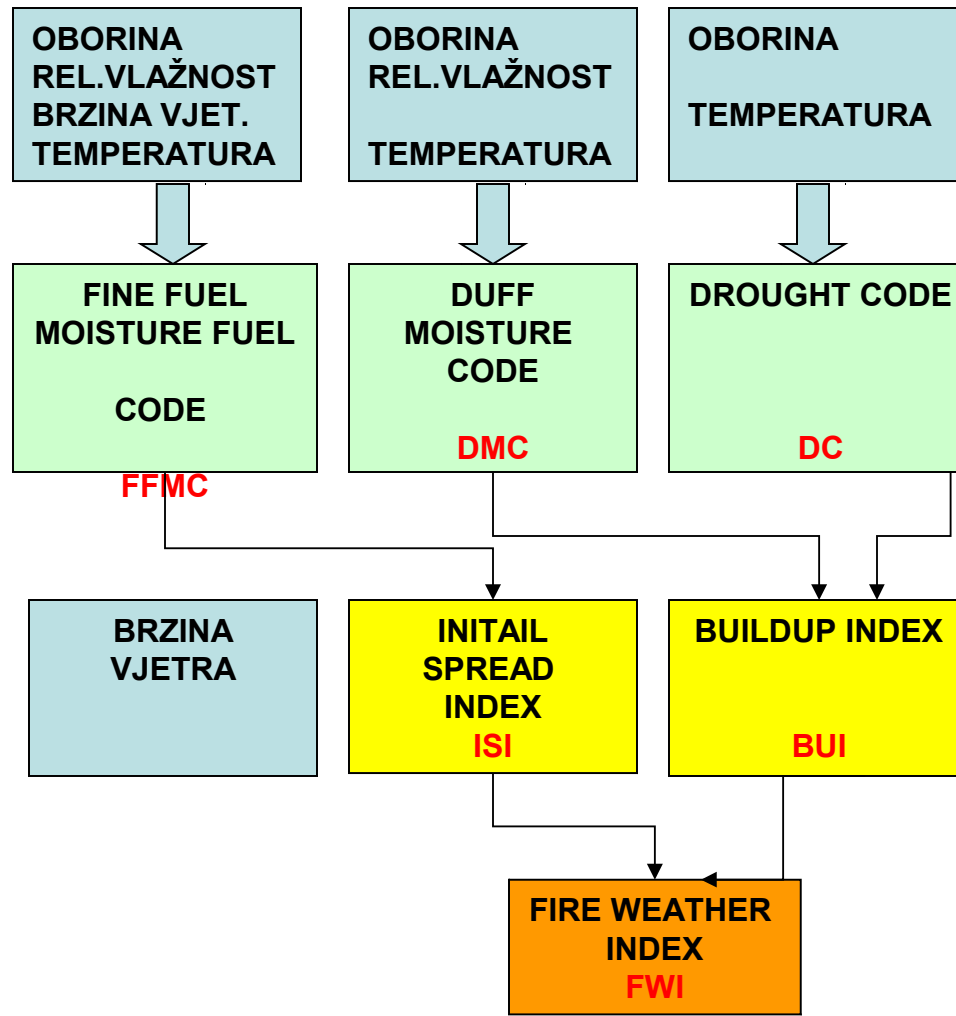 OBORINA
REL.VLAŽNOST
BRZINA VJET.
TEMPERATURA
OBORINA
REL.VLAŽNOST
TEMPERATURA
OBORINA
TEMPERATURA
FINE FUEL
MOISTURE FUEL
CODE
FFMC
DUFF
MOISTURE
CODE
DMC
DROUGHT CODE
DC
BRZINA
VJETRA
INITAIL
SPREAD
INDEX
ISI
BUILDUP INDEX
BUI
FIRE WEATHER
INDEX
FWI